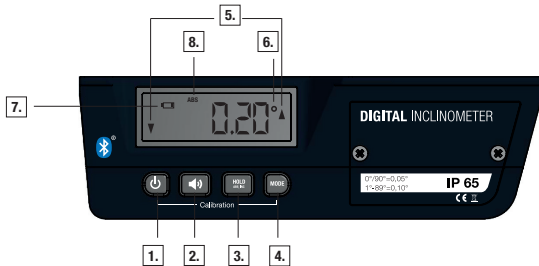 5.
8.
6.
7.
ABS
0.20°
DIGITAL INCLINOMETER
HOLD
MODE
0°/90°=0,05°
1°-89°=0,10°
IP 65
CE
Calibration
1.
2.
3.
4.